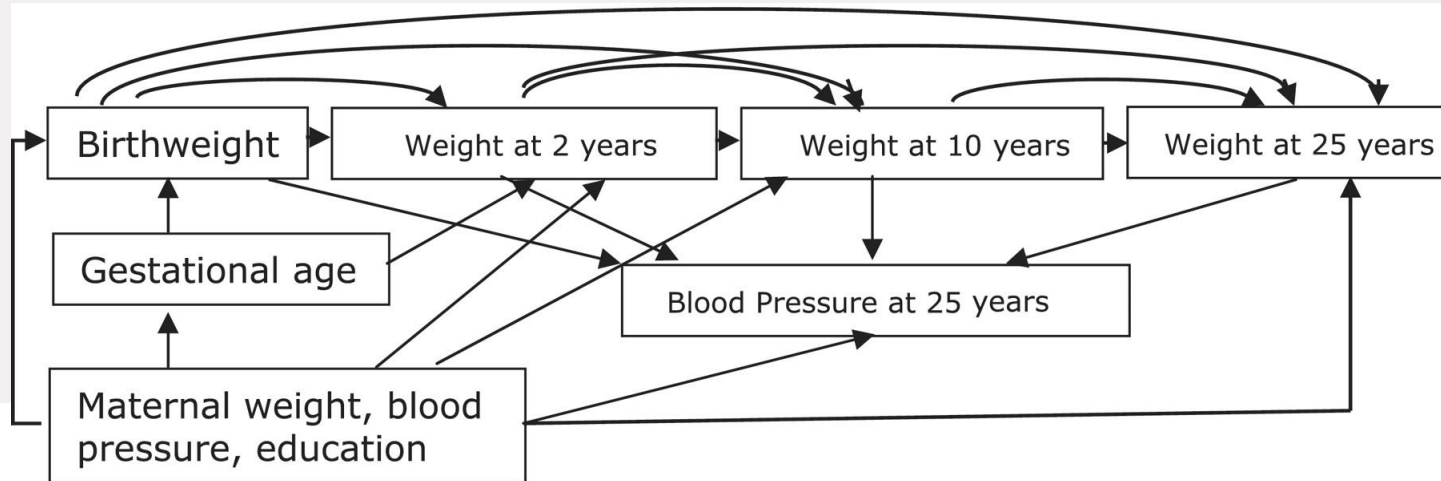 Birthweight
Weight at 2 years
Weight at 10 years
Weight at 25 years
Gestational age
Blood Pressure at 25 years
Maternal weight, blood
pressure, education